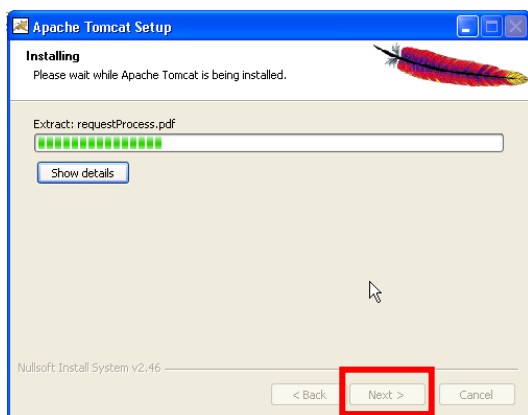 Apache Tomcat Setup
Installing
Please wait while Apache Tomcat is being installed.
Extract: requestProcess.pdf
Show details
Nullsoft Install System v2.46
< Back Next > Cancel